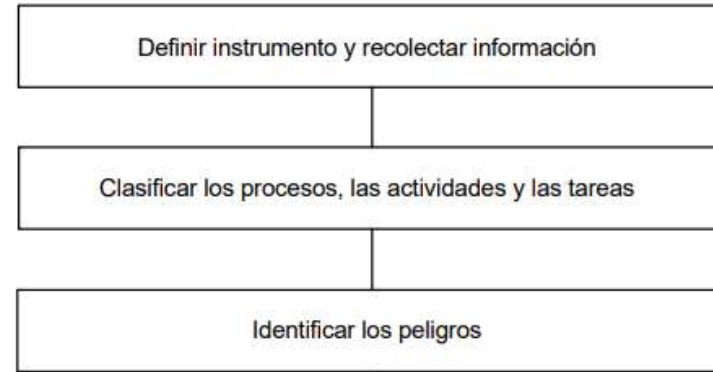 Definir instrumento y recolectar información
Clasificar los procesos, las actividades y las tareas
Identificar los peligros